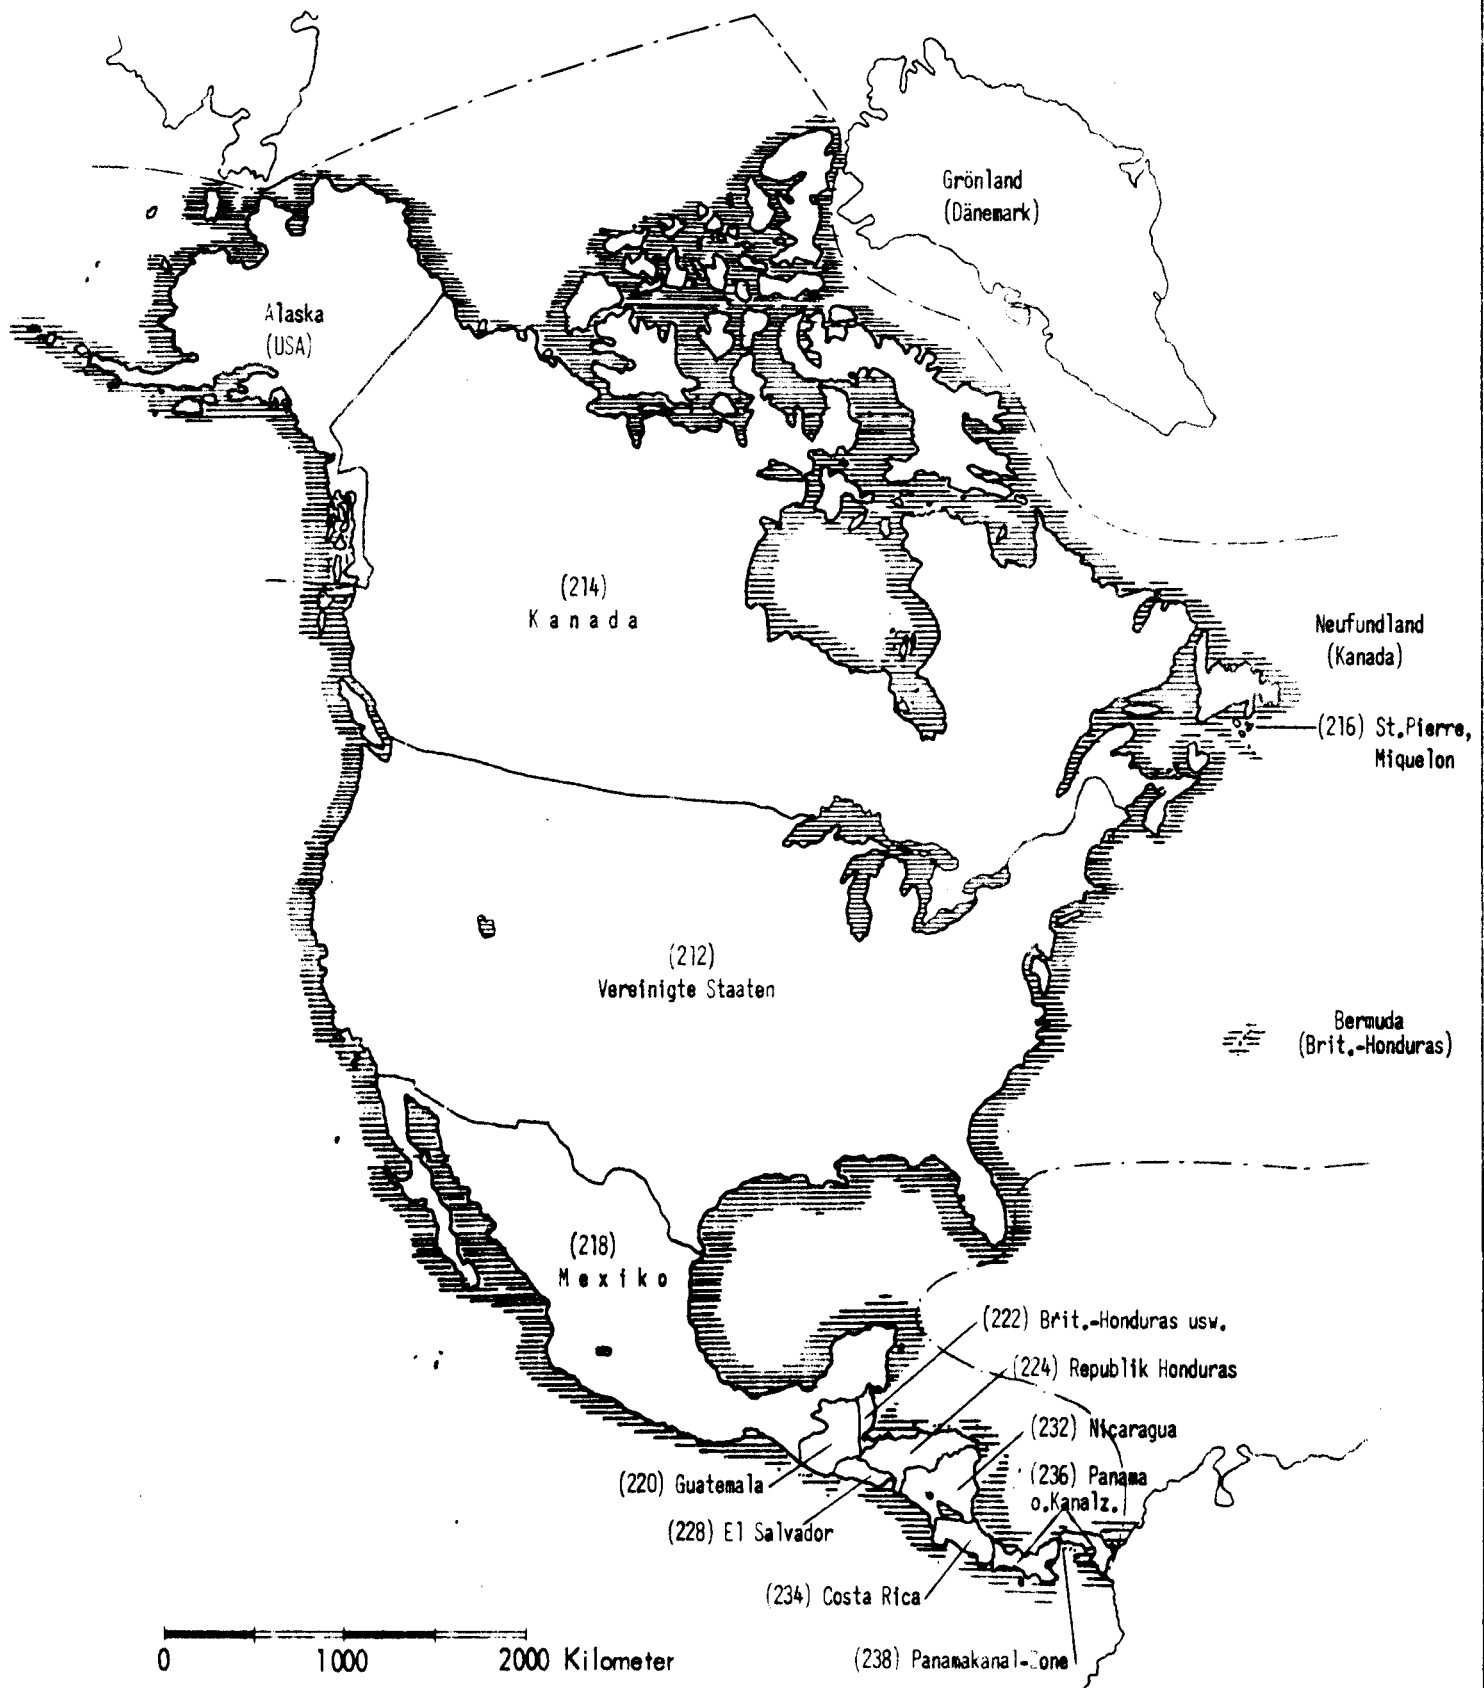 Grönland
(Dänemark)
Alaska
(USA)
(214)
Kanada
Neufundland
(Kanada)
(216) St.Pierre,
Miquelon
(212)
Vereinigte Staaten
Bermuda
(Brit.-Honduras)
(218)
Mexiko
(222) Brit.-Honduras usw.
(224) Republik Honduras
(232) Nicaragua
(236) Panama
o.Kanalz.
(220) Guatemala
(228) El Salvador
(234) Costa Rica
(238) Panamakanal-Zone
0 1000 2000 Kilometer